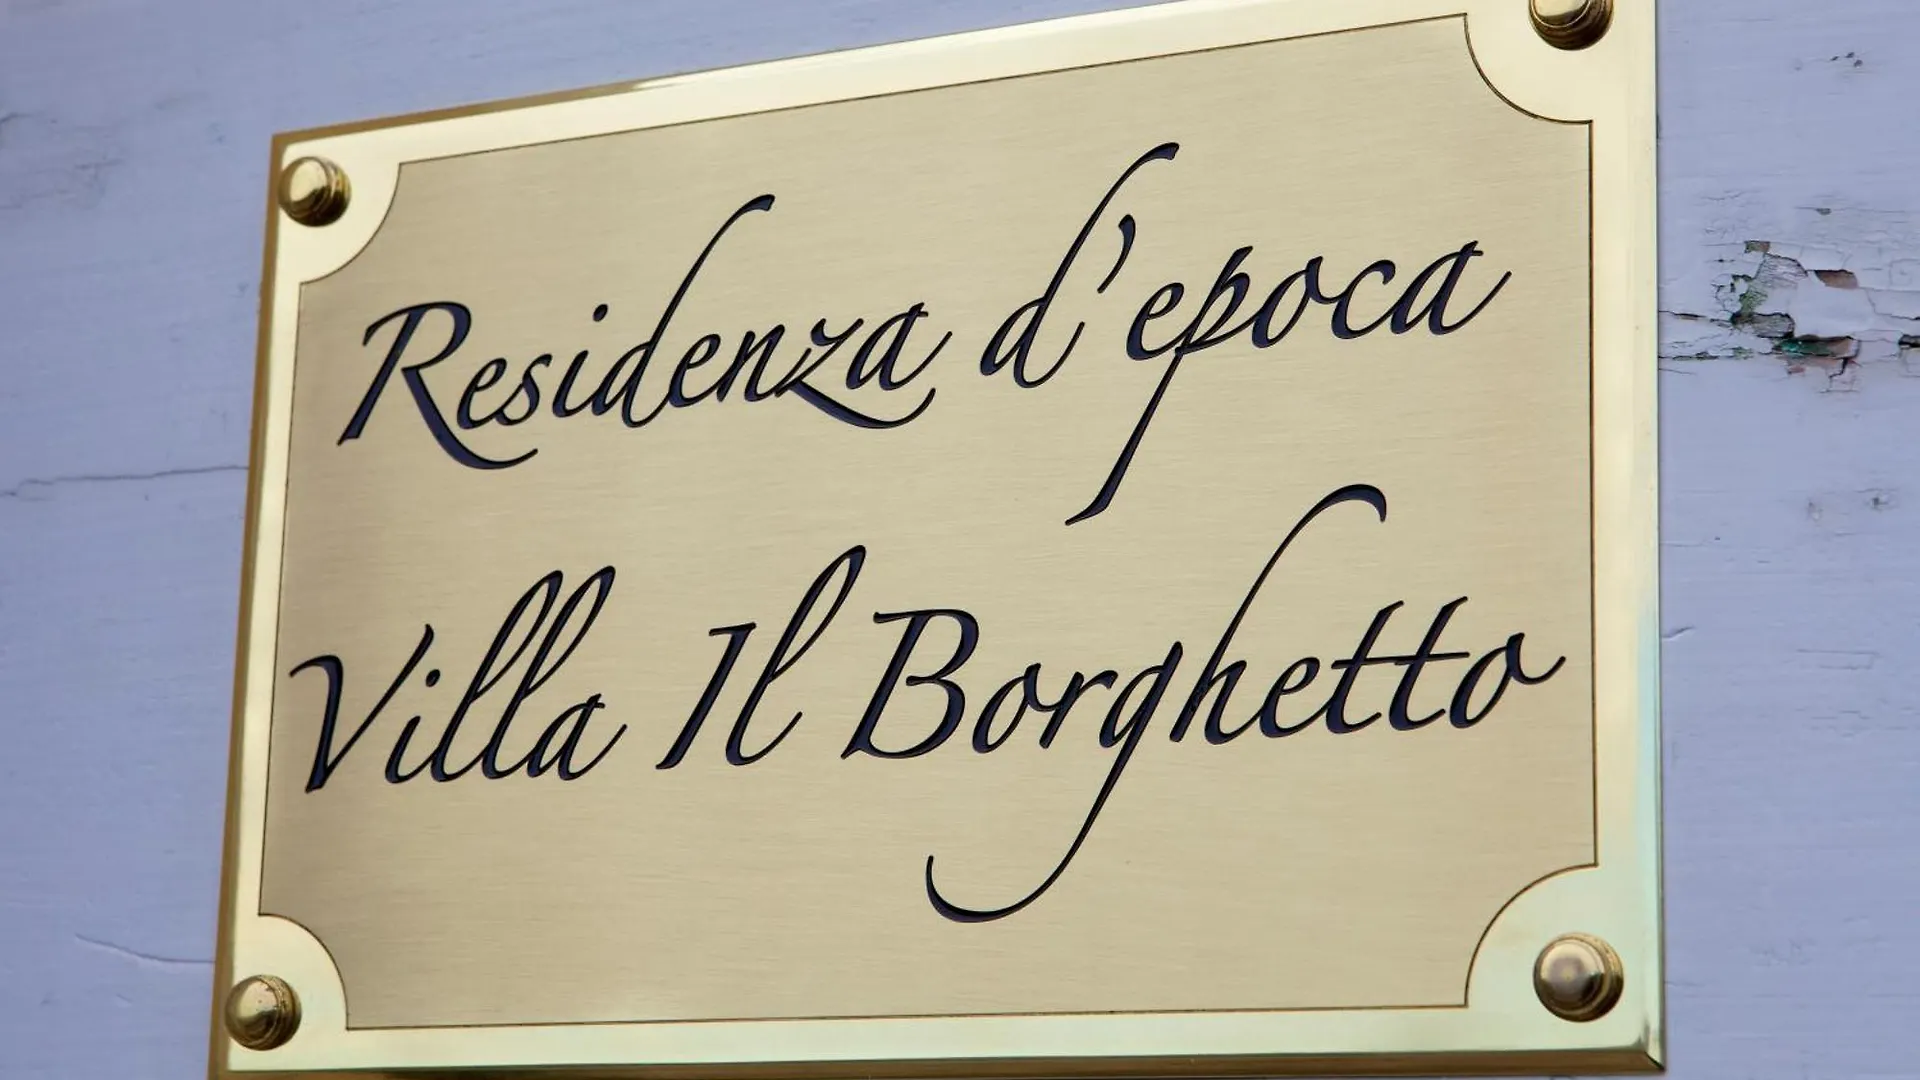 Residenza d'epoca
Villa Il Borghetto